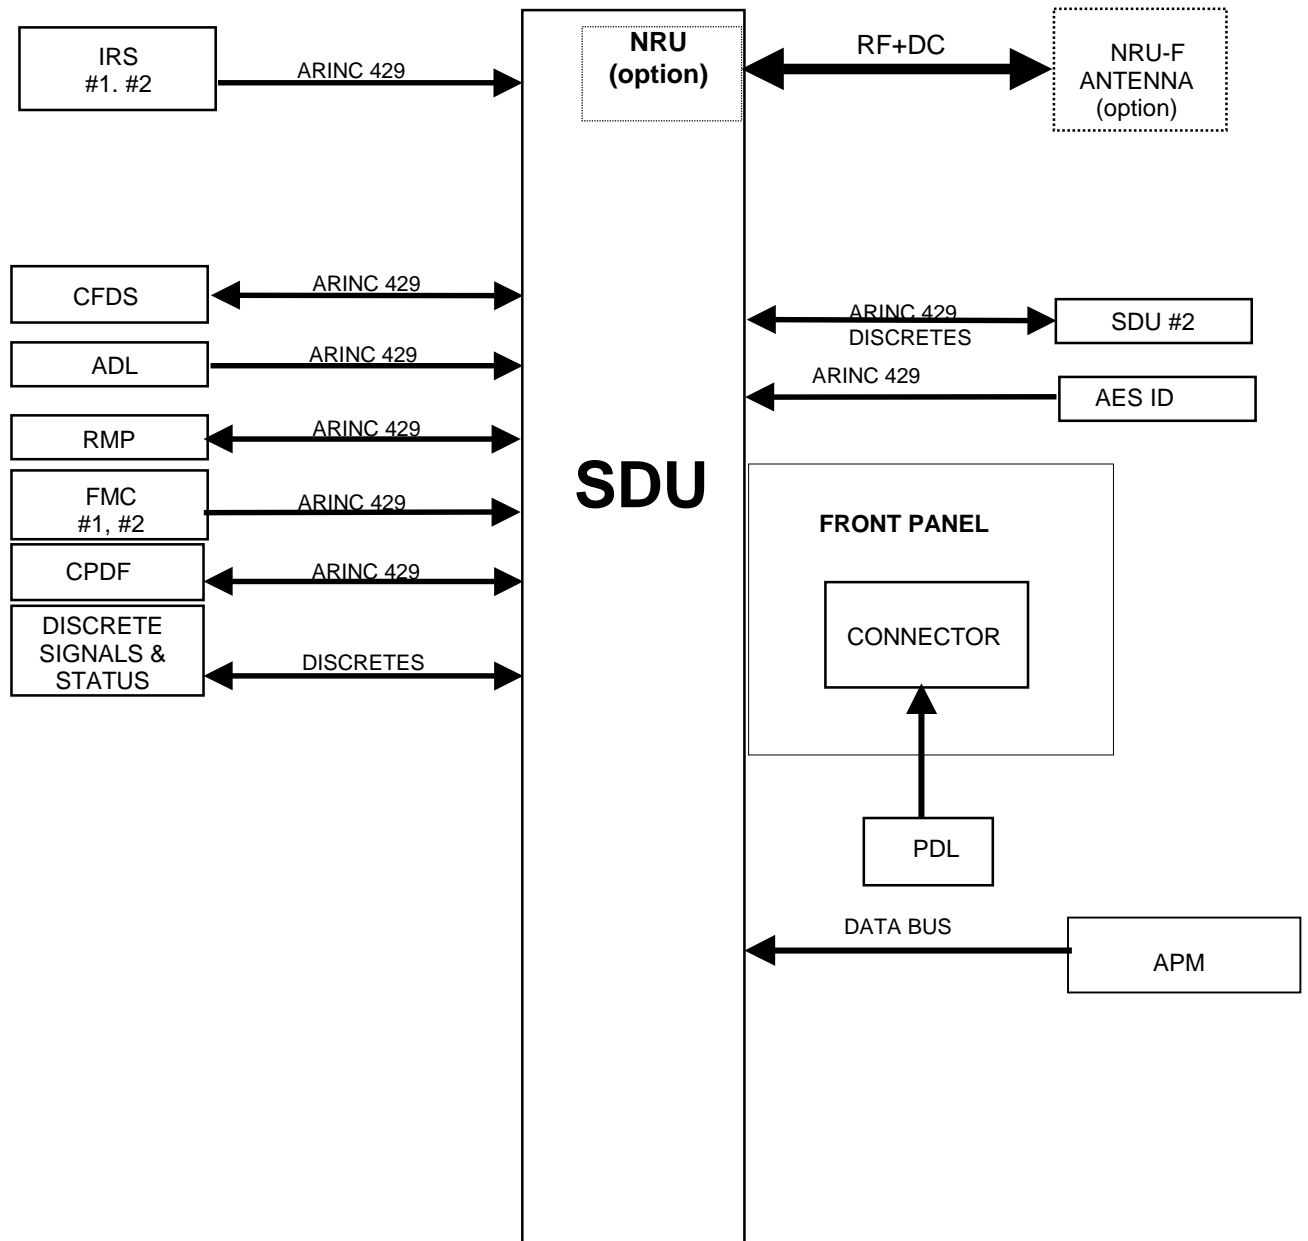 IRS
#1. #2
ARINC 429
NRU
(option)
RF+DC
NRU-F
ANTENNA
(option)
CFDS
ARINC 429
ADL
ARINC 429
RMP
ARINC 429
FMC
#1, #2
ARINC 429
CPDF
ARINC 429
DISCRETE
SIGNALS &
STATUS
DISCRETES
SDU
ARINC 429
DISCRETES
SDU #2
ARINC 429
AES ID
FRONT PANEL
CONNECTOR
PDL
DATA BUS
APM